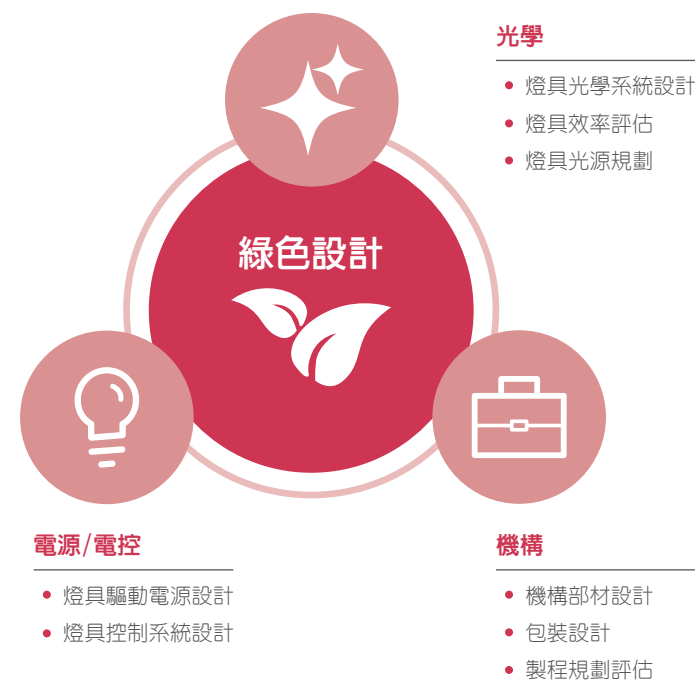 光學
燈具光學系統設計
燈具效率評估
燈具光源規劃
綠色設計
電源/電控
燈具驅動電源設計
燈具控制系統設計
機構
機構部材設計
包裝設計
製程規劃評估